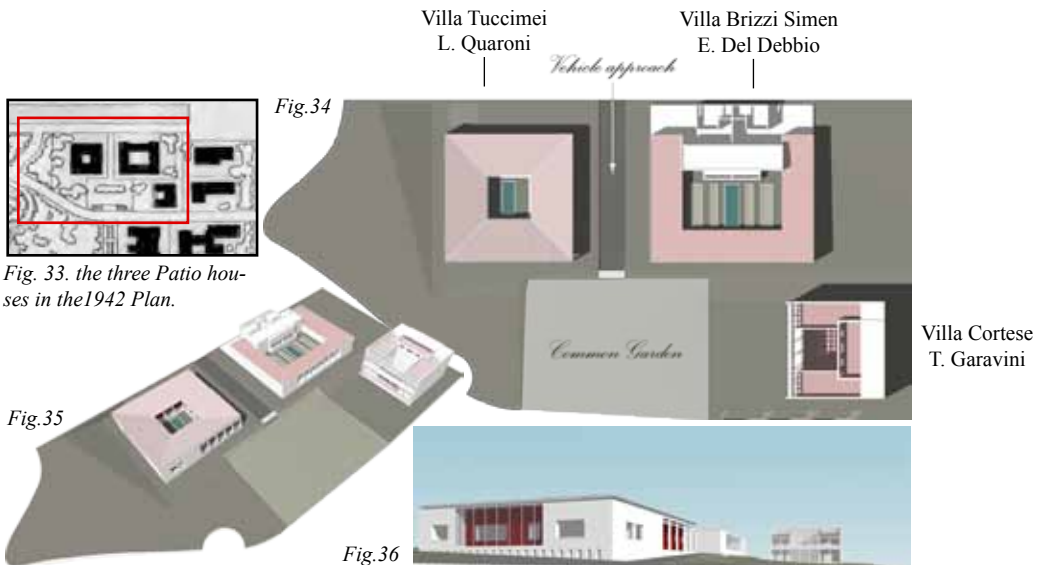 Villa Tuccimei
L. Quaroni
Villa Brizzi Simen
E. Del Debbio
Vehicle approach
Fig.34
Fig. 33. the three Patio hou-
ses in the1942 Plan.
Common Garden
Villa Cortese
T. Garavini
Fig.35
Fig.36